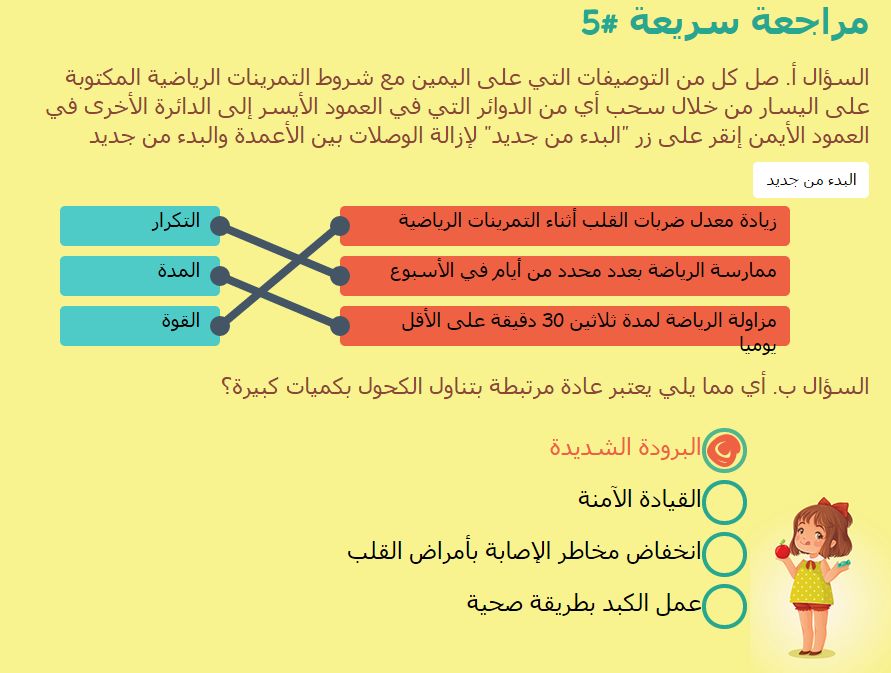 مراجعة سريعة #5
السؤال أ. صل كل من التوصيفات التي على اليمين مع شروط التمرينات الرياضية المكتوبة
على اليسار من خلال سحب أي من الدوائر التي في العمود الأيسر إلى الدائرة الأخرى في
العمود الأيمن إنقر على زر "البدء من جديد" لإزالة الوصلات بين الأعمدة والبدء من جديد
البدء من جديد
زيادة معدل ضربات القلب أثناء التمرينات الرياضية
التكرار
ممارسة الرياضة بعدد محدد من أيام في الأسبوع
المدة
مزاولة الرياضة لمدة ثلاثين 30 دقيقة على الأقل
يوميا
القوة
السؤال ب. أي مما يلي يعتبر عادة مرتبطة بتناول الكحول بكميات كبيرة؟
البرودة الشديدة
القيادة الآمنة
انخفاض مخاطر الإصابة بأمراض القلب
عمل الكبد بطريقة صحية